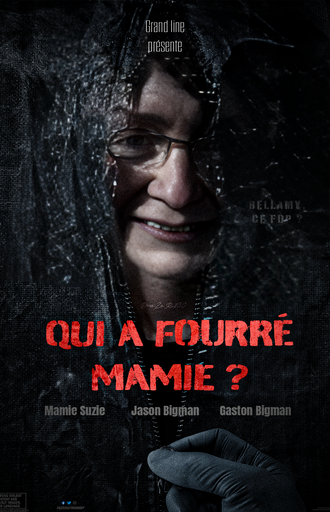 Grand line
présente
BELLAMY
CE FDP ?
QUI A FOURRÉ
MAMIE ?
Mamie Suzie Jason Bigman Gaston Bigman